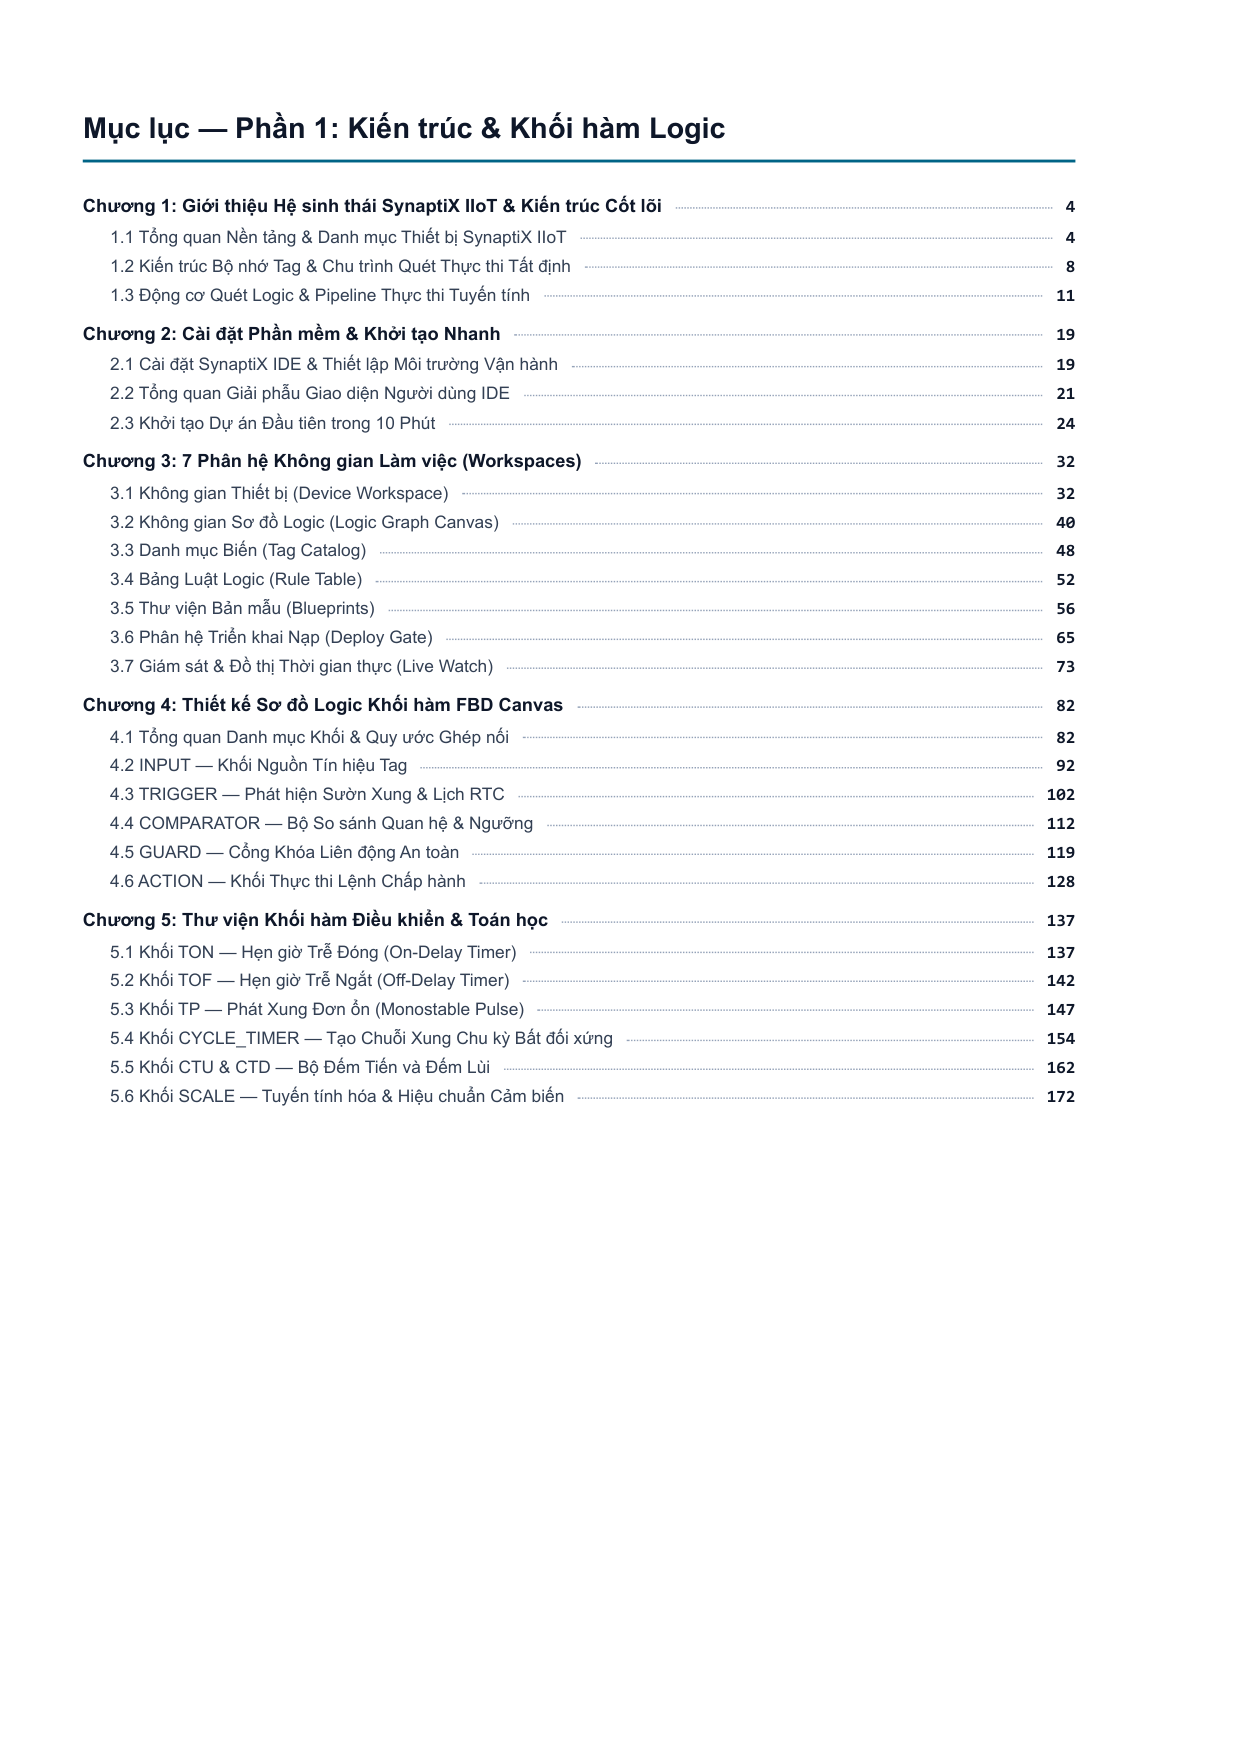 Mục lục — Phần 1: Kiến trúc & Khối hàm Logic
Chương 1: Giới thiệu Hệ sinh thái SynaptiX IIoT & Kiến trúc Cốt lõi 4
1.1 Tổng quan Nền tảng & Danh mục Thiết bị SynaptiX IIoT 4
1.2 Kiến trúc Bộ nhớ Tag & Chu trình Quét Thực thi Tất định 8
1.3 Động cơ Quét Logic & Pipeline Thực thi Tuyến tính 11
Chương 2: Cài đặt Phần mềm & Khởi tạo Nhanh 19
2.1 Cài đặt SynaptiX IDE & Thiết lập Môi trường Vận hành 19
2.2 Tổng quan Giải phẫu Giao diện Người dùng IDE 21
2.3 Khởi tạo Dự án Đầu tiên trong 10 Phút 24
Chương 3: 7 Phân hệ Không gian Làm việc (Workspaces) 32
3.1 Không gian Thiết bị (Device Workspace) 32
3.2 Không gian Sơ đồ Logic (Logic Graph Canvas) 40
3.3 Danh mục Biến (Tag Catalog) 48
3.4 Bảng Luật Logic (Rule Table) 52
3.5 Thư viện Bản mẫu (Blueprints) 56
3.6 Phân hệ Triển khai Nạp (Deploy Gate) 65
3.7 Giám sát & Đồ thị Thời gian thực (Live Watch) 73
Chương 4: Thiết kế Sơ đồ Logic Khối hàm FBD Canvas 82
4.1 Tổng quan Danh mục Khối & Quy ước Ghép nối 82
4.2 INPUT — Khối Nguồn Tín hiệu Tag 92
4.3 TRIGGER — Phát hiện Sườn Xung & Lịch RTC 102
4.4 COMPARATOR — Bộ So sánh Quan hệ & Ngưỡng 112
4.5 GUARD — Cổng Khóa Liên động An toàn 119
4.6 ACTION — Khối Thực thi Lệnh Chấp hành 128
Chương 5: Thư viện Khối hàm Điều khiển & Toán học 137
5.1 Khối TON — Hẹn giờ Trễ Đóng (On-Delay Timer) 137
5.2 Khối TOF — Hẹn giờ Trễ Ngắt (Off-Delay Timer) 142
5.3 Khối TP — Phát Xung Đơn ổn (Monostable Pulse) 147
5.4 Khối CYCLE_TIMER — Tạo Chuỗi Xung Chu kỳ Bất đối xứng 154
5.5 Khối CTU & CTD — Bộ Đếm Tiến và Đếm Lùi 162
5.6 Khối SCALE — Tuyến tính hóa & Hiệu chuẩn Cảm biến 172